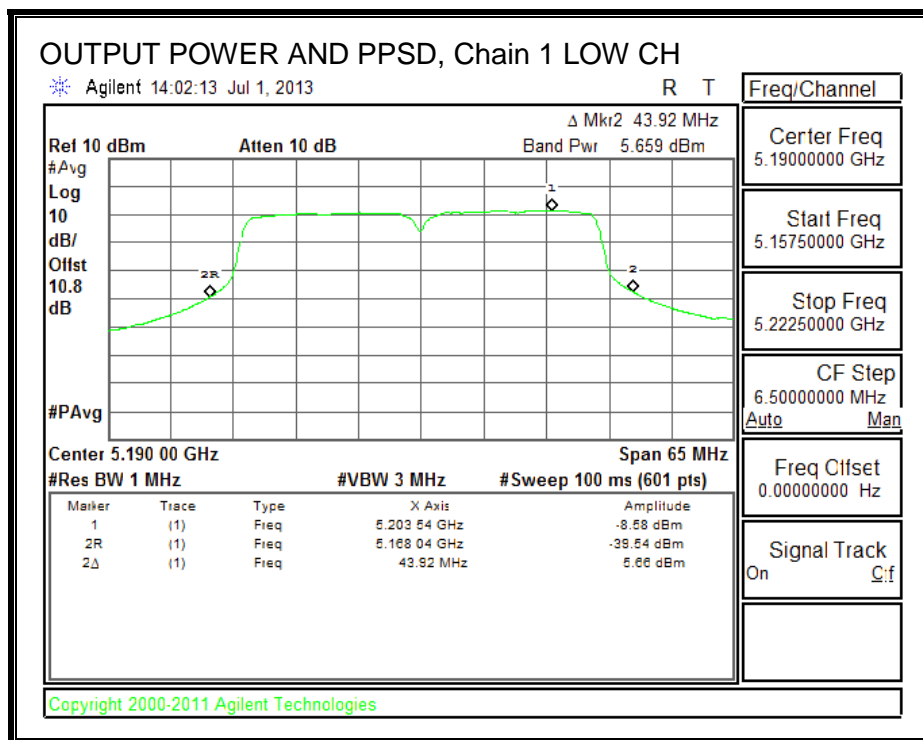 OUTPUT POWER AND PPSD, Chain 1 LOW CH
Agilent 14:02:13 Jul 1, 2013
R T
Freq/Channel
Δ Mkr2 43.92 MHz
Ref 10 dBm Atten 10 dB Band Pwr 5.659 dBm
#Avg
Log
10
dB/
Offst
10.8
dB
#PAvg
1
2R
2
Center 5.190 00 GHz Span 65 MHz
#Res BW 1 MHz #VBW 3 MHz #Sweep 100 ms (601 pts)
Marker Trace Type X Axis Amplitude
1 (1) Freq 5.203 54 GHz -8.58 dBm
2R (1) Freq 5.168 04 GHz -39.54 dBm
2Δ (1) Freq 43.92 MHz 5.66 dBm
Center Freq
5.19000000 GHz
Start Freq
5.15750000 GHz
Stop Freq
5.22250000 GHz
CF Step
6.50000000 MHz
Auto Man
Freq Offset
0.00000000 Hz
Signal Track
On Off
Copyright 2000-2011 Agilent Technologies